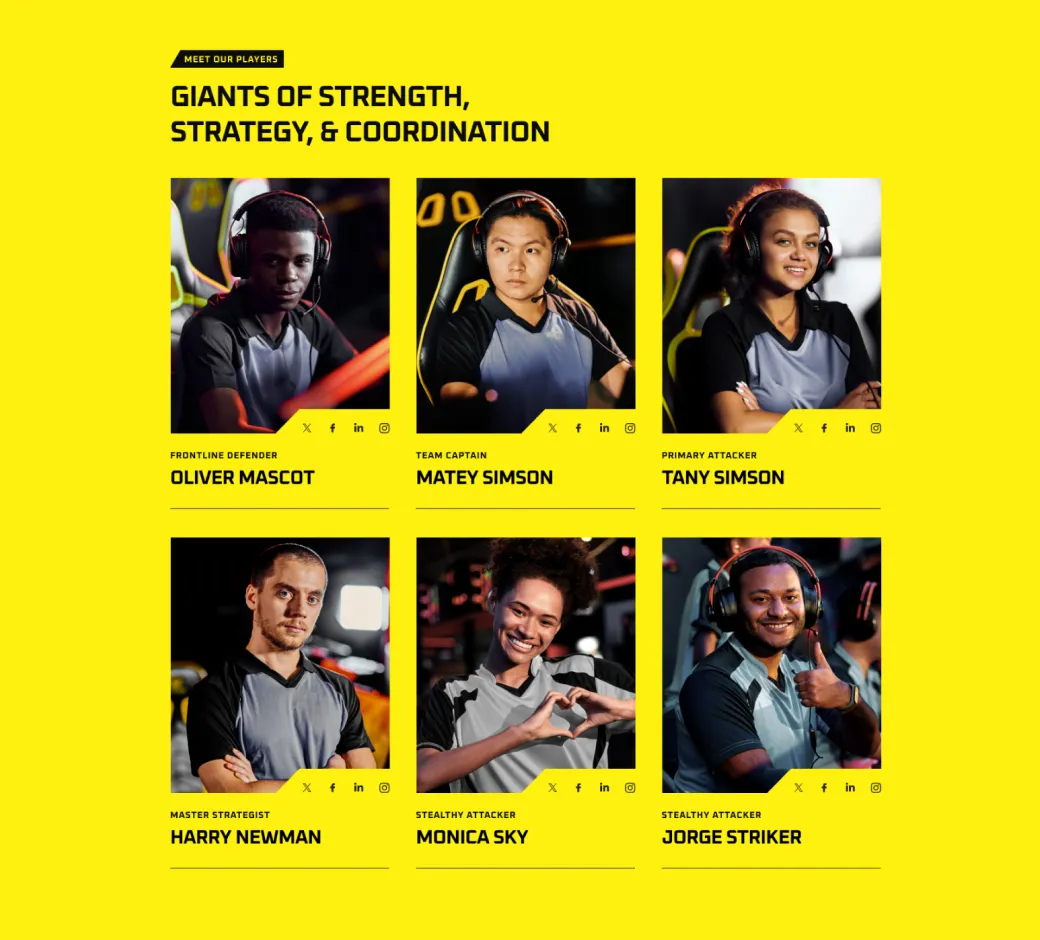 MEET OUR PLAYERS
GIANTS OF STRENGTH,
STRATEGY, & COORDINATION
FRONTLINE DEFENDER
OLIVER MASCOT
TEAM CAPTAIN
MATEY SIMSON
PRIMARY ATTACKER
TANY SIMSON
MASTER STRATEGIST
HARRY NEWMAN
STEALTHY ATTACKER
MONICA SKY
STEALTHY ATTACKER
JORGE STRIKER